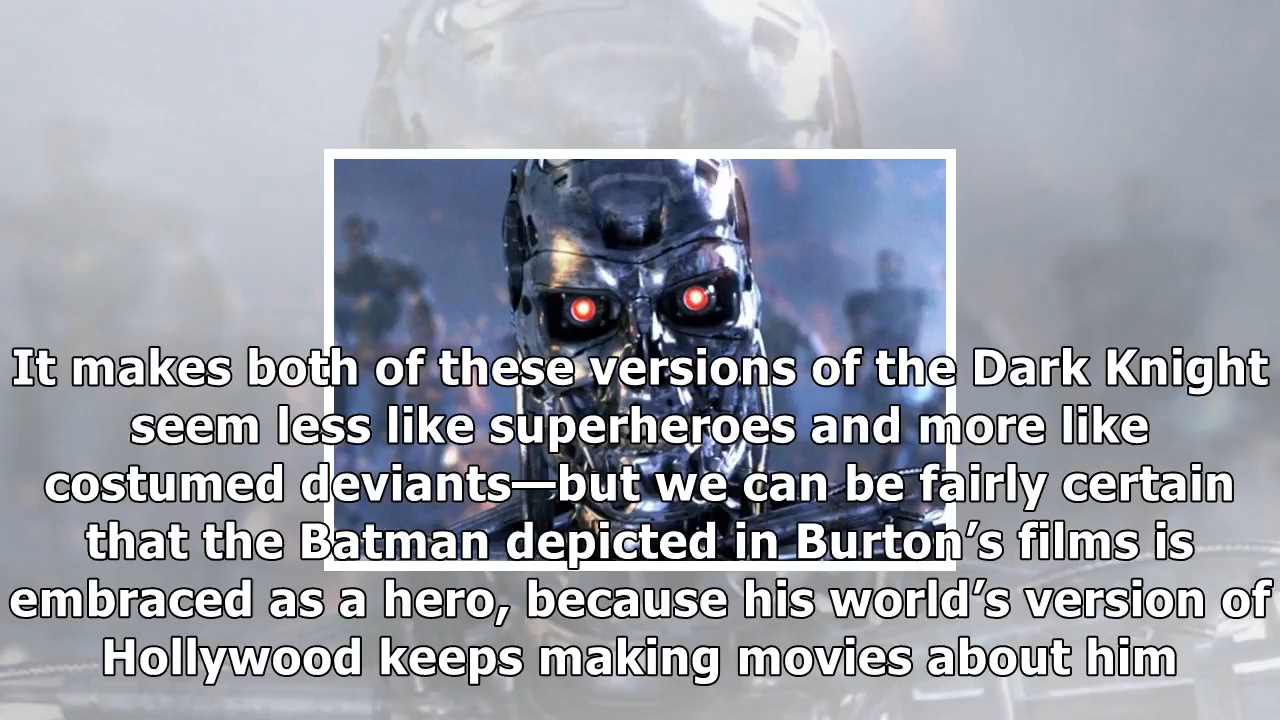 It makes both of these versions of the Dark Knight
seem less like superheroes and more like
costumed deviants—but we can be fairly certain
that the Batman depicted in Burton’s films is
embraced as a hero, because his world’s version of
Hollywood keeps making movies about him